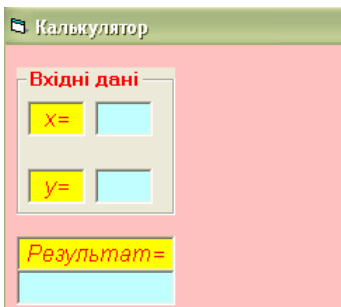 Калькулятор
Вхідні дані
x=
y=
Результат=